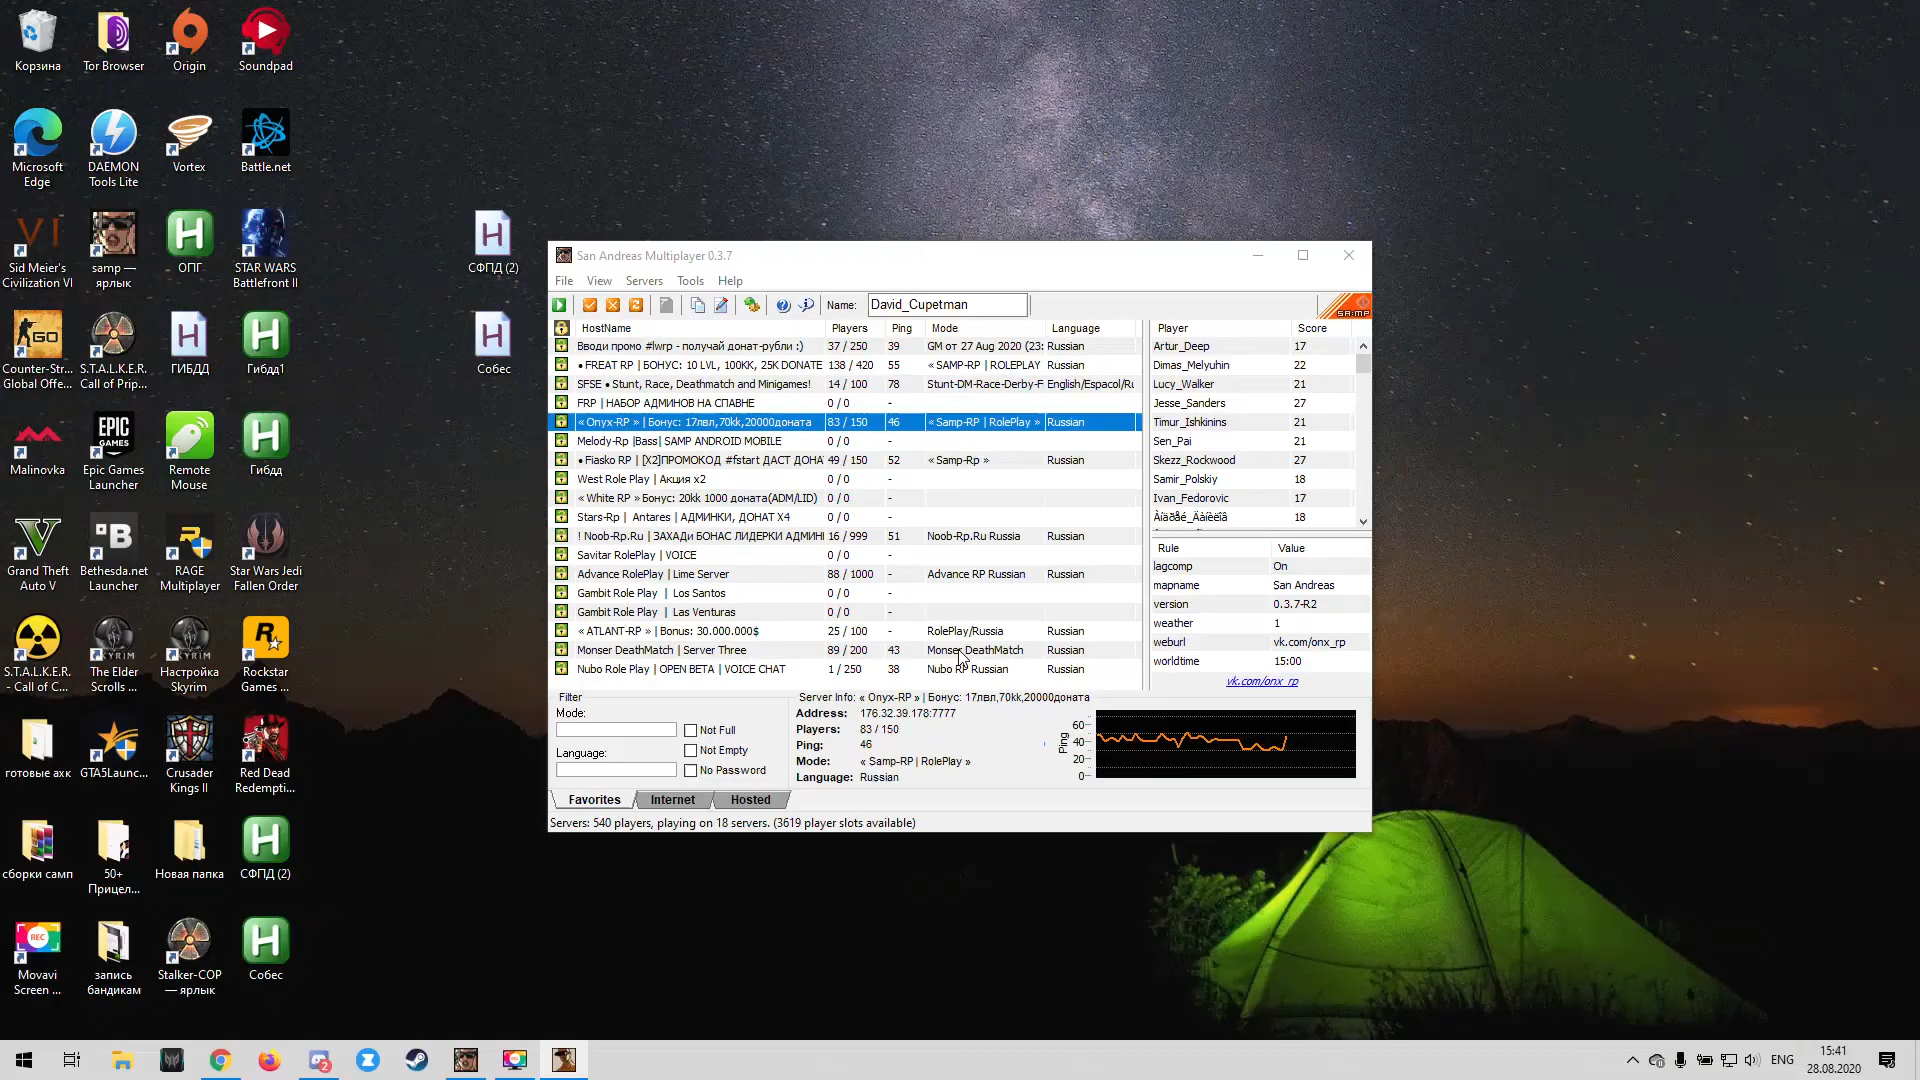 Корзина
Tor Browser
Origin
Soundpad
Microsoft
Edge
DAEMON
Tools Lite
Vortex
Battle.net
Sid Meier's
Civilization VI
samp —
ярлык
ОПГ
STAR WARS
Battlefront II
СФПД (2)
Counter-Str...
Global Offe...
S.T.A.L.K.E.R.
Call of Prip...
ГИБДД
Гибдд1
Собес
Malinovka
Epic Games
Launcher
Remote
Mouse
Гибдд
Grand Theft
Auto V
Bethesda.net
Launcher
RAGE
Multiplayer
Star Wars Jedi
Fallen Order
S.T.A.L.K.E.R.
- Call of C...
The Elder
Scrolls ...
Настройка
Skyrim
Rockstar
Games ...
готовые ахк
GTA5Launc...
Crusader
Kings II
Red Dead
Redempti...
сборки самп
50+
Прицел...
Новая папка
СФПД (2)
Movavi
Screen ...
запись
бандикам
Stalker-COP
— ярлык
Собес
San Andreas Multiplayer 0.3.7
File View Servers Tools Help
Name: David_Cupetman
HostName Players Ping Mode Language
Вводи промо #lwrp - получай донат-рубли :) 37 / 250 39 GM от 27 Aug 2020 (23: Russian
• FREAT RP | БОНУС: 10 LVL, 100KK, 25K DONATE 138 / 420 55 « SAMP-RP | ROLEPLAY Russian
SFSE • Stunt, Race, Deathmatch and Minigames! 14 / 100 78 Stunt-DM-Race-Derby-F English/Espacol/Ru
FRP | НАБОР АДМИНОВ НА СПАВНЕ 0 / 0 -
« Onyx-RP » | Бонус: 17лвл,70kk,20000доната 83 / 150 46 « Samp-RP | RolePlay » Russian
Melody-Rp |Bass| SAMP ANDROID MOBILE 0 / 0 -
• Fiasko RP | [X2]ПРОМОКОД #fstart ДАСТ ДОНА 49 / 150 52 « Samp-Rp » Russian
West Role Play | Акция x2 0 / 0 -
« White RP » Бонус: 20kk 1000 доната(ADM/LID) 0 / 0 -
Stars-Rp | Antares | АДМИНКИ, ДОНАТ X4 0 / 0 -
! Noob-Rp.Ru | ЗАХАДи БОНАС ЛИДЕРКИ АДМИН 16 / 999 51 Noob-Rp.Ru Russia Russian
Savitar RolePlay | VOICE 0 / 0 -
Advance RolePlay | Lime Server 88 / 1000 - Advance RP Russian Russian
Gambit Role Play | Los Santos 0 / 0 -
Gambit Role Play | Las Venturas 0 / 0 -
« ATLANT-RP » | Bonus: 30.000.000$ 25 / 100 - RolePlay/Russia Russian
Monser DeathMatch | Server Three 89 / 200 43 Monser DeathMatch Russian
Nubo Role Play | OPEN BETA | VOICE CHAT 1 / 250 38 Nubo RP Russian Russian
SA:MP
Player Score
Artur_Deep 17
Dimas_Melyuhin 22
Lucy_Walker 21
Jesse_Sanders 27
Timur_Ishkinins 21
Sen_Pai 21
Skezz_Rockwood 27
Samir_Polskiy 18
Ivan_Fedorovic 17
18
Rule Value
lagcomp On
mapname San Andreas
version 0.3.7-R2
weather 1
weburl vk.com/onx_rp
worldtime 15:00
vk.com/onx_rp
Filter
Mode:
Language:
Not Full
Not Empty
No Password
Server Info: « Onyx-RP » | Бонус: 17лвл,70kk,20000доната
Address: 176.32.39.178:7777
Players: 83 / 150
Ping: 46
Mode: « Samp-RP | RolePlay »
Language: Russian
Ping
60
40
20
0
Favorites Internet Hosted
Servers: 540 players, playing on 18 servers. (3619 player slots available)
ENG
15:41
28.08.2020